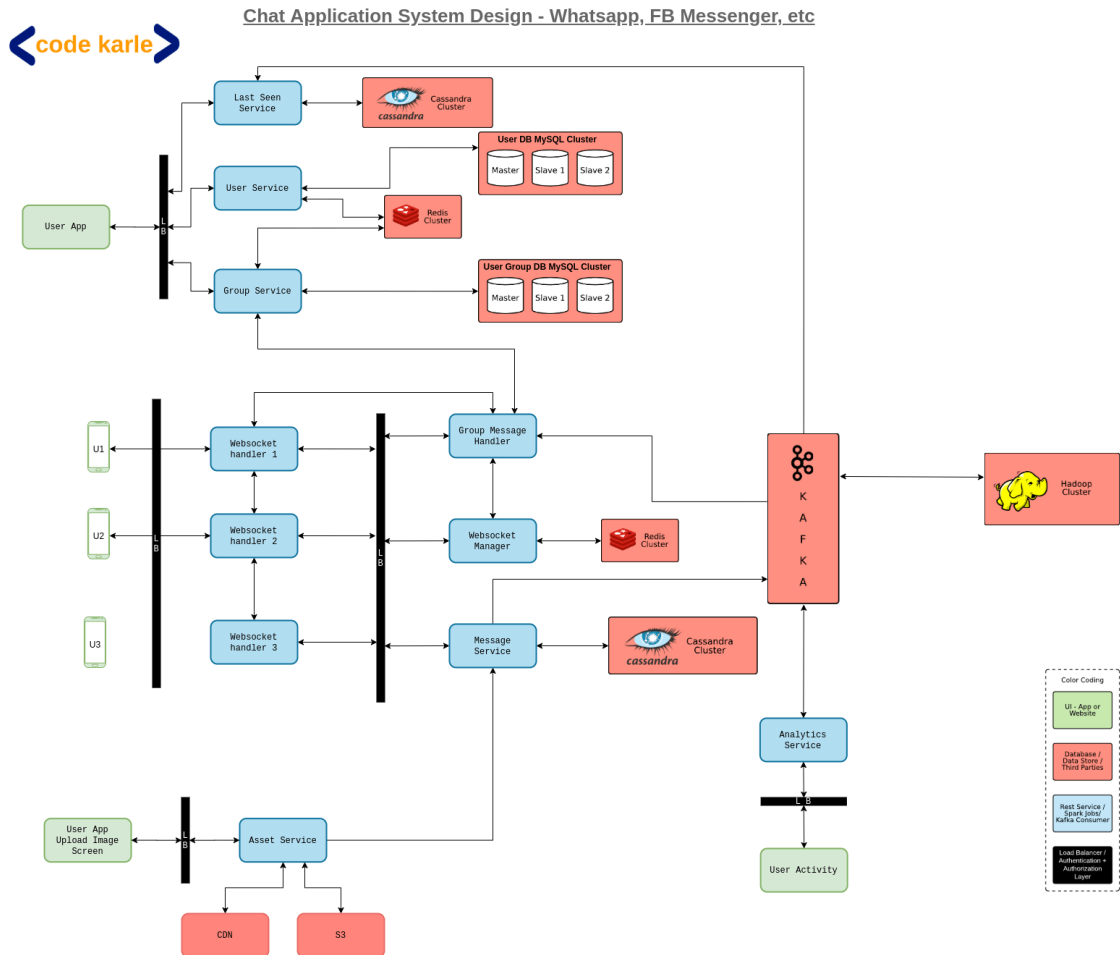 Chat Application System Design - Whatsapp, FB Messenger, etc
code karle
Last Seen
Service
cassandra
Cassandra
Cluster
User DB MySQL Cluster
Master
Slave 1
Slave 2
User Service
Redis
Cluster
User App
L
B
Group Service
User Group DB MySQL Cluster
Master
Slave 1
Slave 2
U1
Websocket
handler 1
Group Message
Handler
K
A
F
K
A
Hadoop
Cluster
U2
L
B
Websocket
handler 2
L
B
Websocket
Manager
Redis
Cluster
U3
Websocket
handler 3
Message
Service
cassandra
Cassandra
Cluster
Analytics
Service
L B
User Activity
User App
Upload Image
Screen
L
B
Asset Service
CDN
S3
Color Coding
UI - App or
Website
Database /
Data Store /
Third Parties
Rest Service /
Spark Jobs/
Kafka Consumer
Load Balancer /
Authentication +
Authorization
Layer